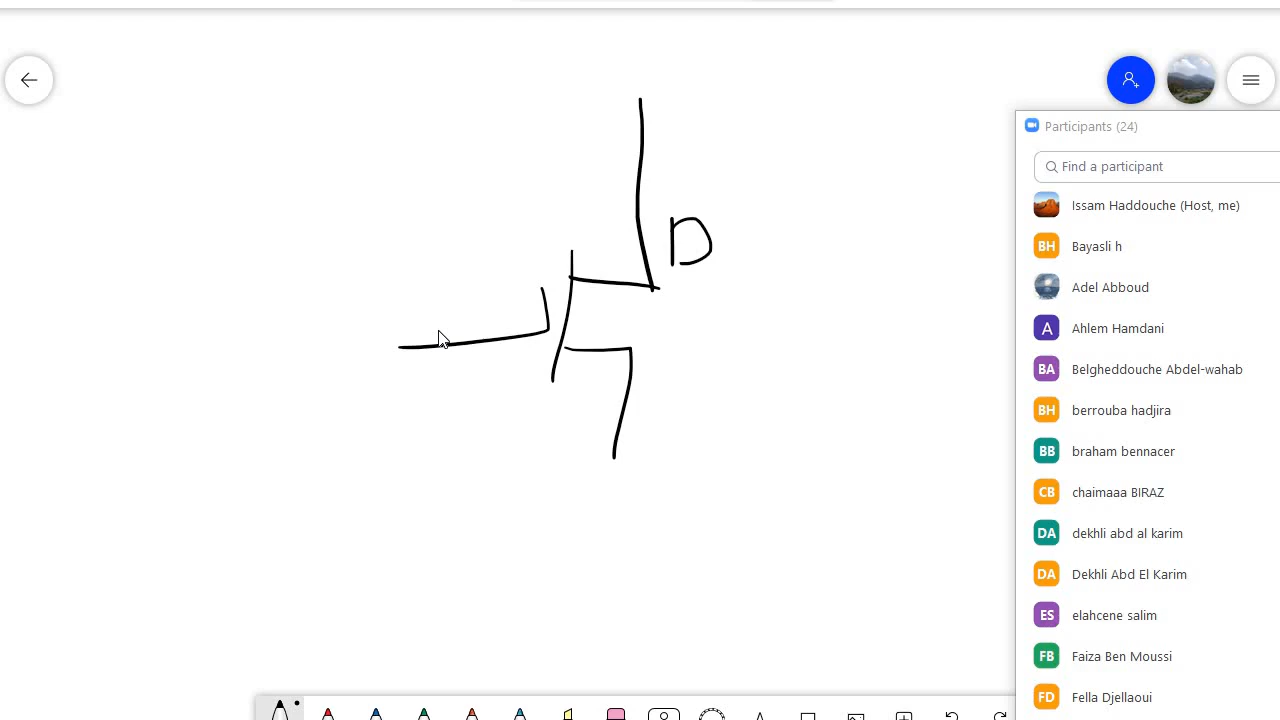 D
Participants (24)
Find a participant
Issam Haddouche (Host, me)
BH Bayasli h
Adel Abboud
A Ahlem Hamdani
BA Belgheddouche Abdel-wahab
BH berrouba hadjira
BB braham bennacer
CB chaimaaa BIRAZ
DA dekhli abd al karim
DA Dekhli Abd El Karim
ES elahcene salim
FB Faiza Ben Moussi
FD Fella Djellaoui